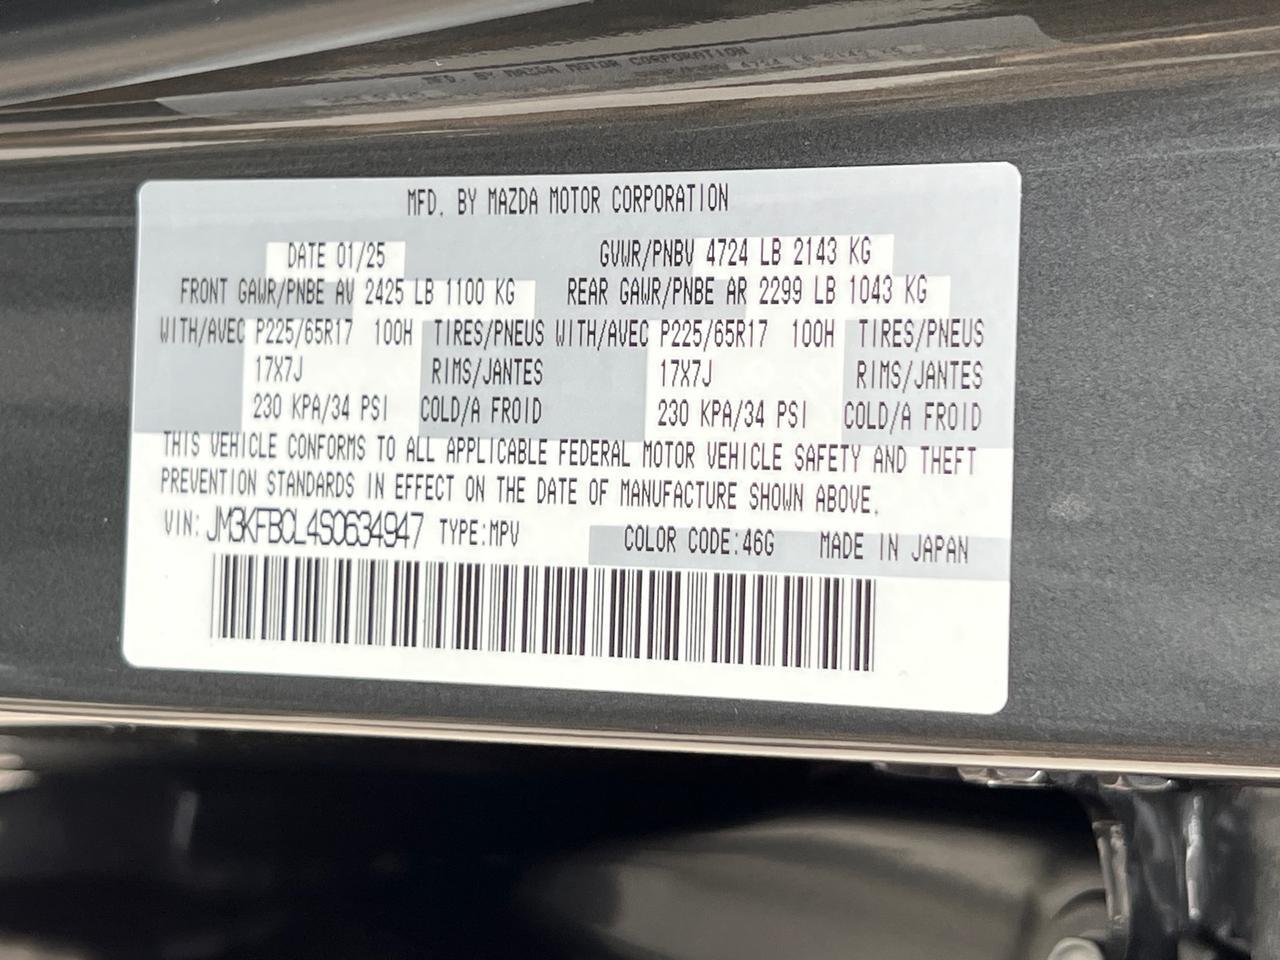 MFD. BY MAZDA MOTOR CORPORATION
DATE 01/25 GVWR/PNBV 4724 LB 2143 KG
FRONT GAWR/PNBE AV 2425 LB 1100 KG REAR GAWR/PNBE AR 2299 LB 1043 KG
WITH/AVEC P225/65R17 100H TIRES/PNEUS WITH/AVEC P225/65R17 100H TIRES/PNEUS
17X7J RIMS/JANTES 17X7J RIMS/JANTES
230 KPA/34 PSI COLD/A FROID 230 KPA/34 PSI COLD/A FROID
THIS VEHICLE CONFORMS TO ALL APPLICABLE FEDERAL MOTOR VEHICLE SAFETY AND THEFT
PREVENTION STANDARDS IN EFFECT ON THE DATE OF MANUFACTURE SHOWN ABOVE.
VIN: JM3KFBCL4S0634947 TYPE:MPV COLOR CODE:46G MADE IN JAPAN